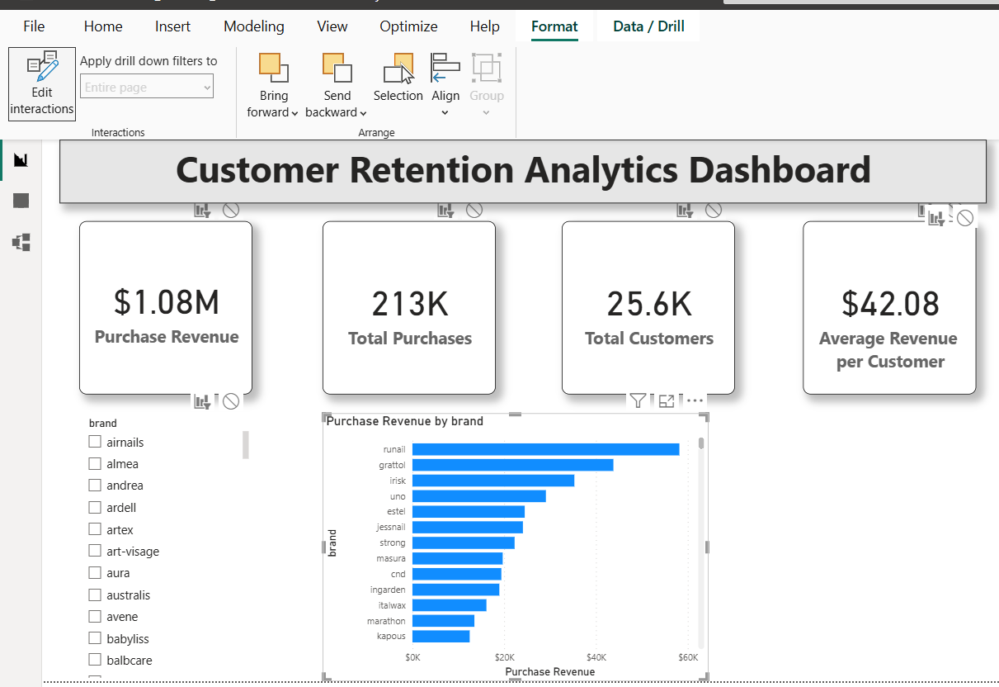 File Home Insert Modeling View Optimize Help Format Data / Drill
Edit
interactions
Apply drill down filters to
Entire page
Interactions
Bring
forward
Send
backward
Selection
Align
Group
Arrange
Customer Retention Analytics Dashboard
$1.08M
Purchase Revenue
213K
Total Purchases
25.6K
Total Customers
$42.08
Average Revenue
per Customer
brand
airnails
almea
andrea
ardell
artex
art-visage
aura
australis
avene
babyliss
balbcare
Purchase Revenue by brand
brand
runail
grattol
irisk
uno
estel
jessnail
strong
masura
cnd
ingarden
italwax
marathon
kapous
$0K $20K $40K $60K
Purchase Revenue